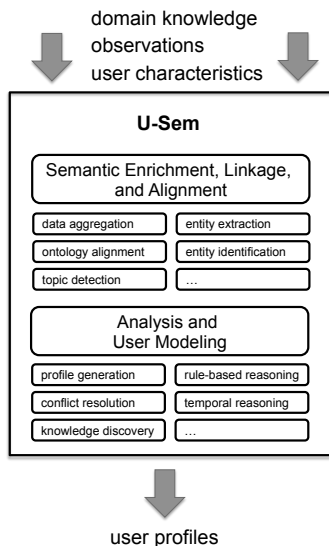 domain knowledge
observations
user characteristics
U-Sem
Semantic Enrichment, Linkage,
and Alignment
data aggregation
entity extraction
ontology alignment
entity identification
topic detection
...
Analysis and
User Modeling
profile generation
rule-based reasoning
conflict resolution
temporal reasoning
knowledge discovery
...
user profiles